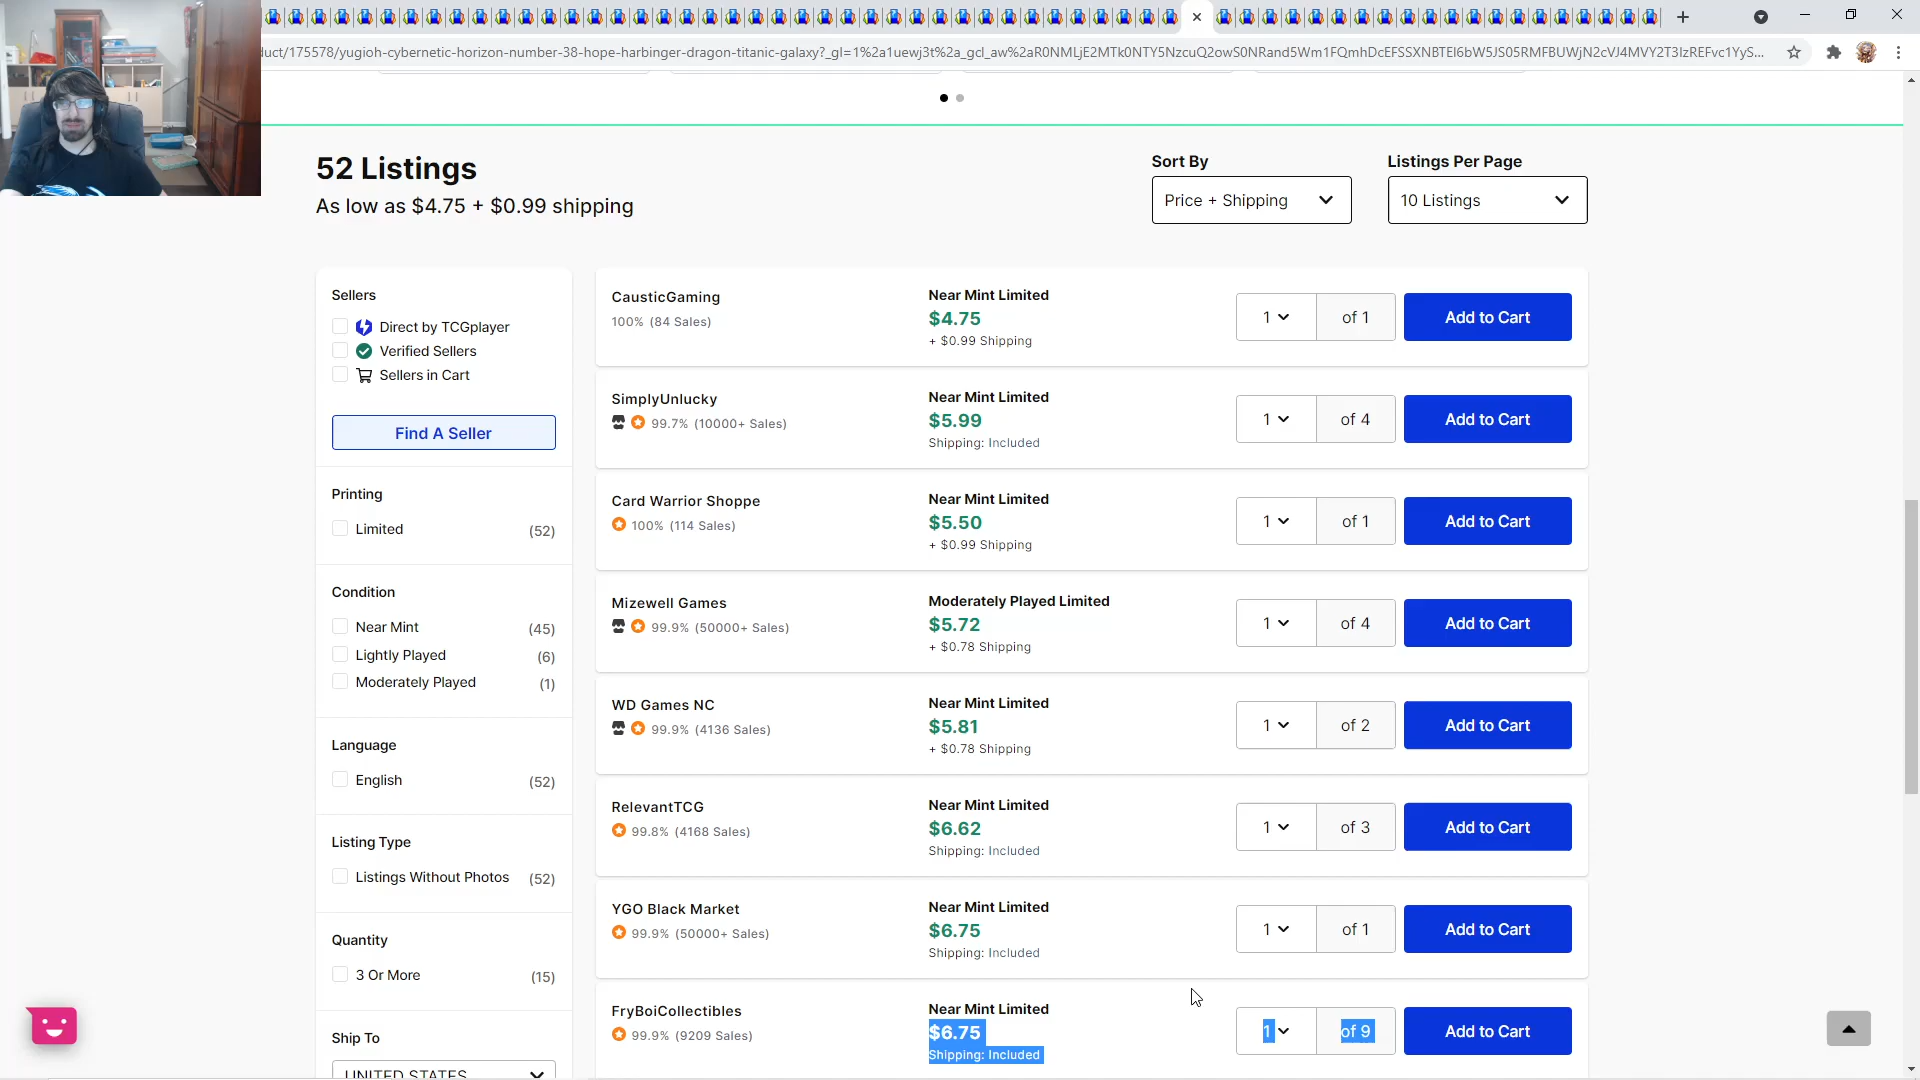 duct/175578/yugioh-cybernetic-horizon-number-38-hope-harbinger-dragon-titanic-galaxy?_gl=1%2a1uewj3t%2a_gcl_aw%2aR0NMLjE2MTk0NTY5NzcuQ2owS0NRand5Wm1FQmhDcEFSSXNBTEI6bW5JS05RMFBUWjN2cVJ4MVY2T3IzREFvc1YyS...
52 Listings
As low as $4.75 + $0.99 shipping
Sort By
Price + Shipping
Listings Per Page
10 Listings
Sellers
Direct by TCGplayer
Verified Sellers
Sellers in Cart
Find A Seller
Printing
Limited (52)
Condition
Near Mint (45)
Lightly Played (6)
Moderately Played (1)
Language
English (52)
Listing Type
Listings Without Photos (52)
Quantity
3 Or More (15)
Ship To
UNITED STATES
CausticGaming
100% (84 Sales)
Near Mint Limited
$4.75
+ $0.99 Shipping
1 of 1 Add to Cart
SimplyUnlucky
99.7% (10000+ Sales)
Near Mint Limited
$5.99
Shipping: Included
1 of 4 Add to Cart
Card Warrior Shoppe
100% (114 Sales)
Near Mint Limited
$5.50
+ $0.99 Shipping
1 of 1 Add to Cart
Mizewell Games
99.9% (50000+ Sales)
Moderately Played Limited
$5.72
+ $0.78 Shipping
1 of 4 Add to Cart
WD Games NC
99.9% (4136 Sales)
Near Mint Limited
$5.81
+ $0.78 Shipping
1 of 2 Add to Cart
RelevantTCG
99.8% (4168 Sales)
Near Mint Limited
$6.62
Shipping: Included
1 of 3 Add to Cart
YGO Black Market
99.9% (50000+ Sales)
Near Mint Limited
$6.75
Shipping: Included
1 of 1 Add to Cart
FryBoiCollectibles
99.9% (9209 Sales)
Near Mint Limited
$6.75
Shipping: Included
1 of 9 Add to Cart